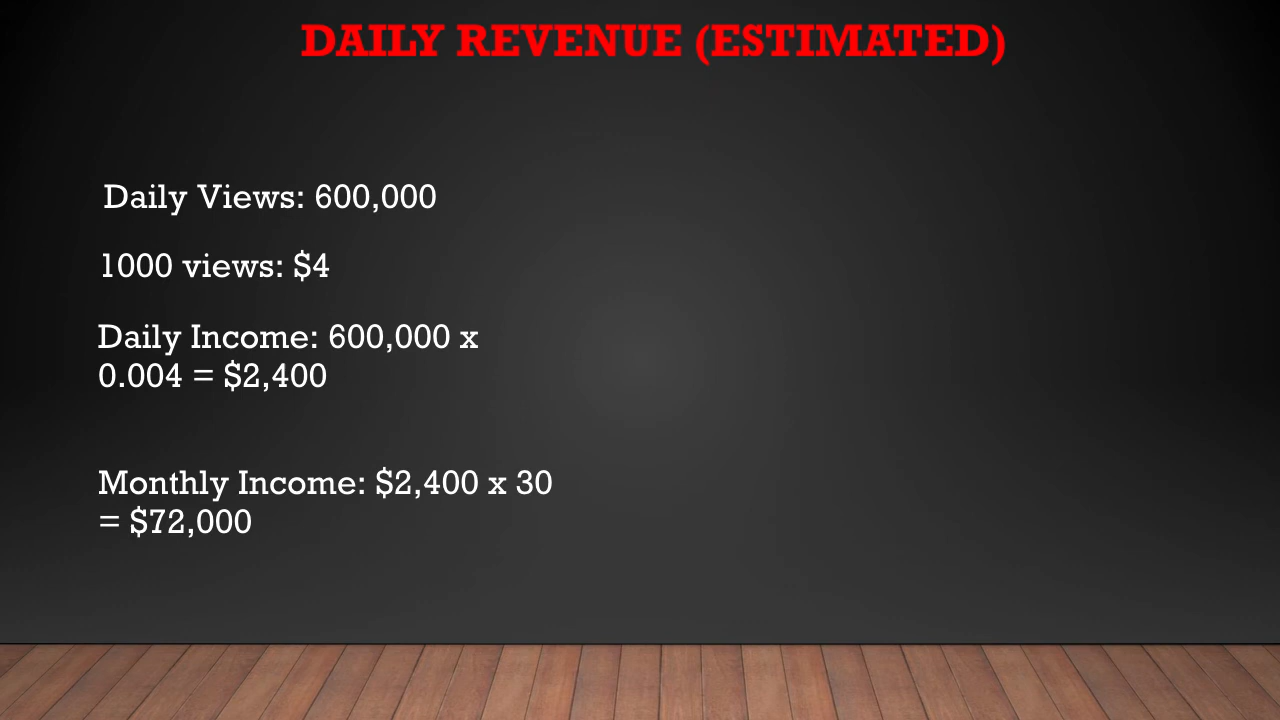 DAILY REVENUE (ESTIMATED)
Daily Views: 600,000
1000 views: $4
Daily Income: 600,000 x
0.004 = $2,400
Monthly Income: $2,400 x 30
= $72,000